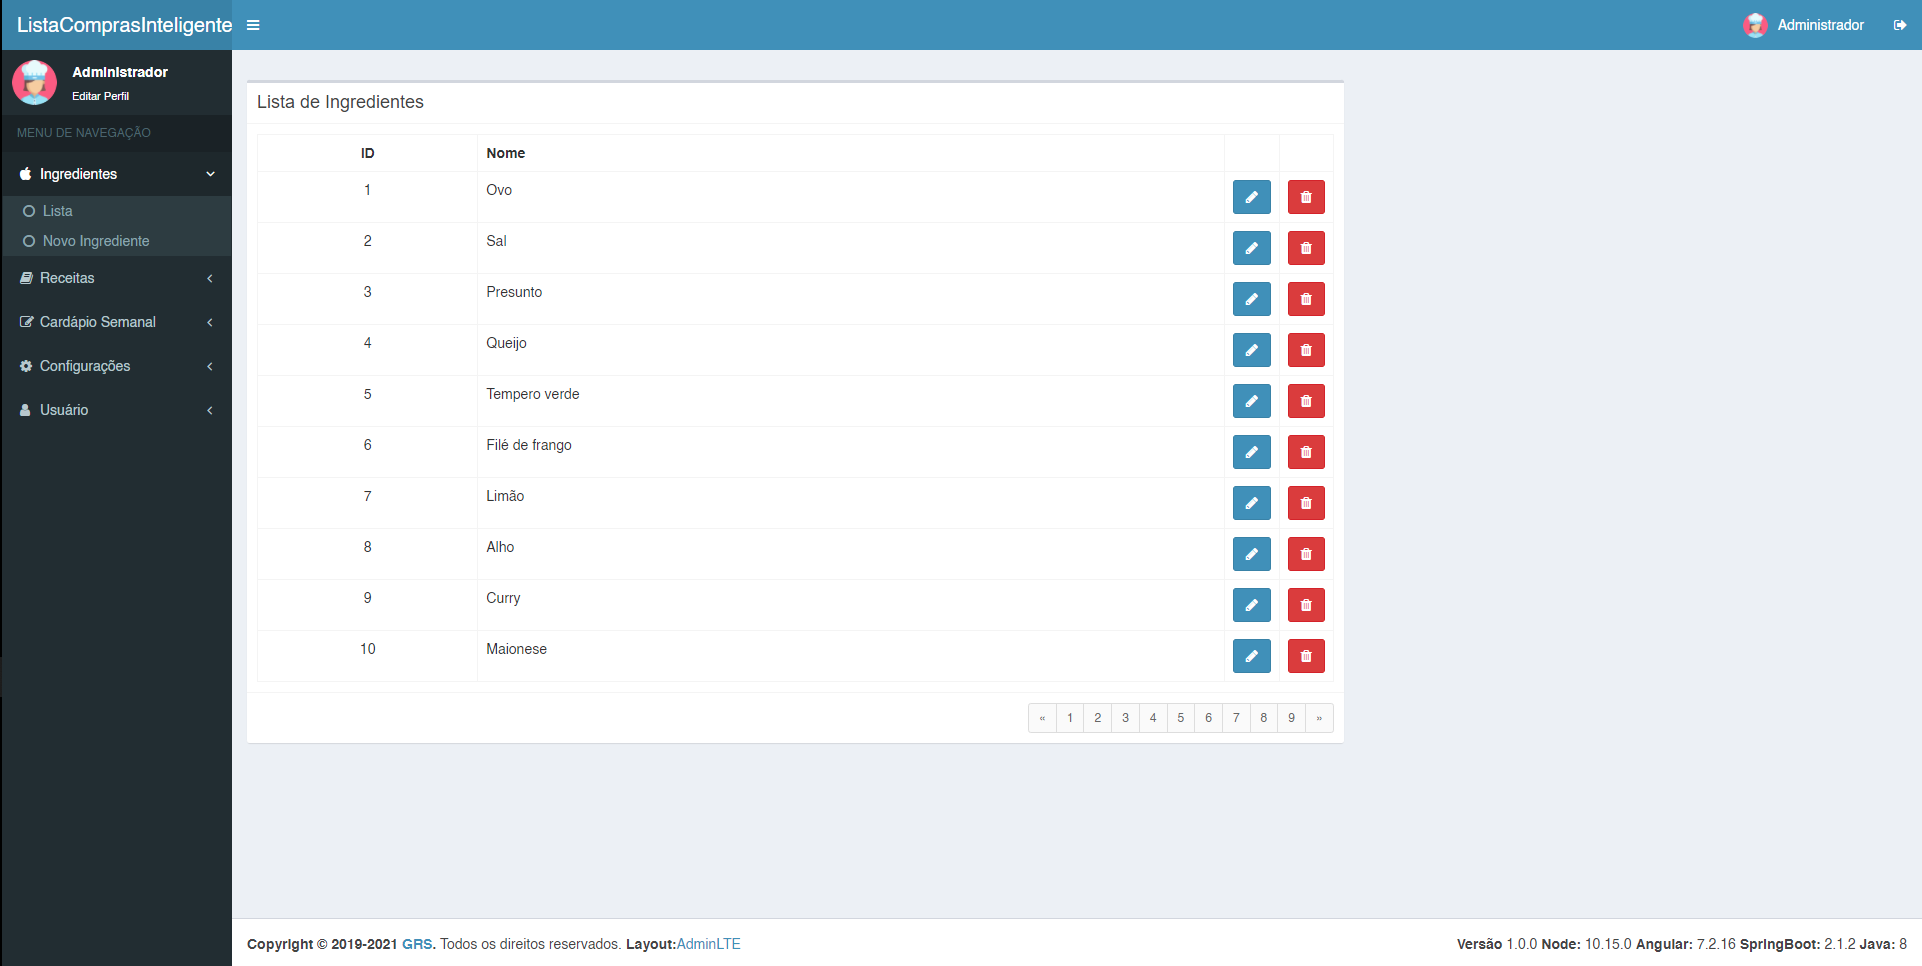 ListaComprasInteligente
Administrador
Administrador
Editar Perfil
MENU DE NAVEGAÇÃO
Ingredientes
Lista
Novo Ingrediente
Receitas
Cardápio Semanal
Configurações
Usuário
Lista de Ingredientes
ID Nome
1 Ovo
2 Sal
3 Presunto
4 Queijo
5 Tempero verde
6 Filé de frango
7 Limão
8 Alho
9 Curry
10 Maionese
« 1 2 3 4 5 6 7 8 9 »
Copyright © 2019-2021 GRS. Todos os direitos reservados. Layout:AdminLTE
Versão 1.0.0 Node: 10.15.0 Angular: 7.2.16 SpringBoot: 2.1.2 Java: 8